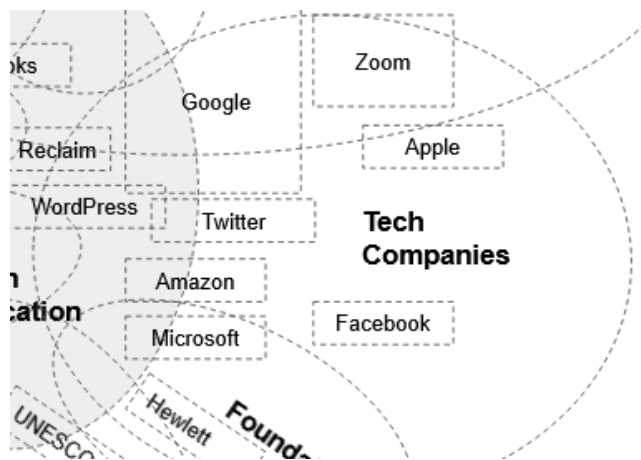 Zoom
oks
Google
Reclaim
Apple
WordPress
Twitter
Tech
Companies
Amazon
n
cation
Facebook
Microsoft
Hewlett
Founda
UNESCO